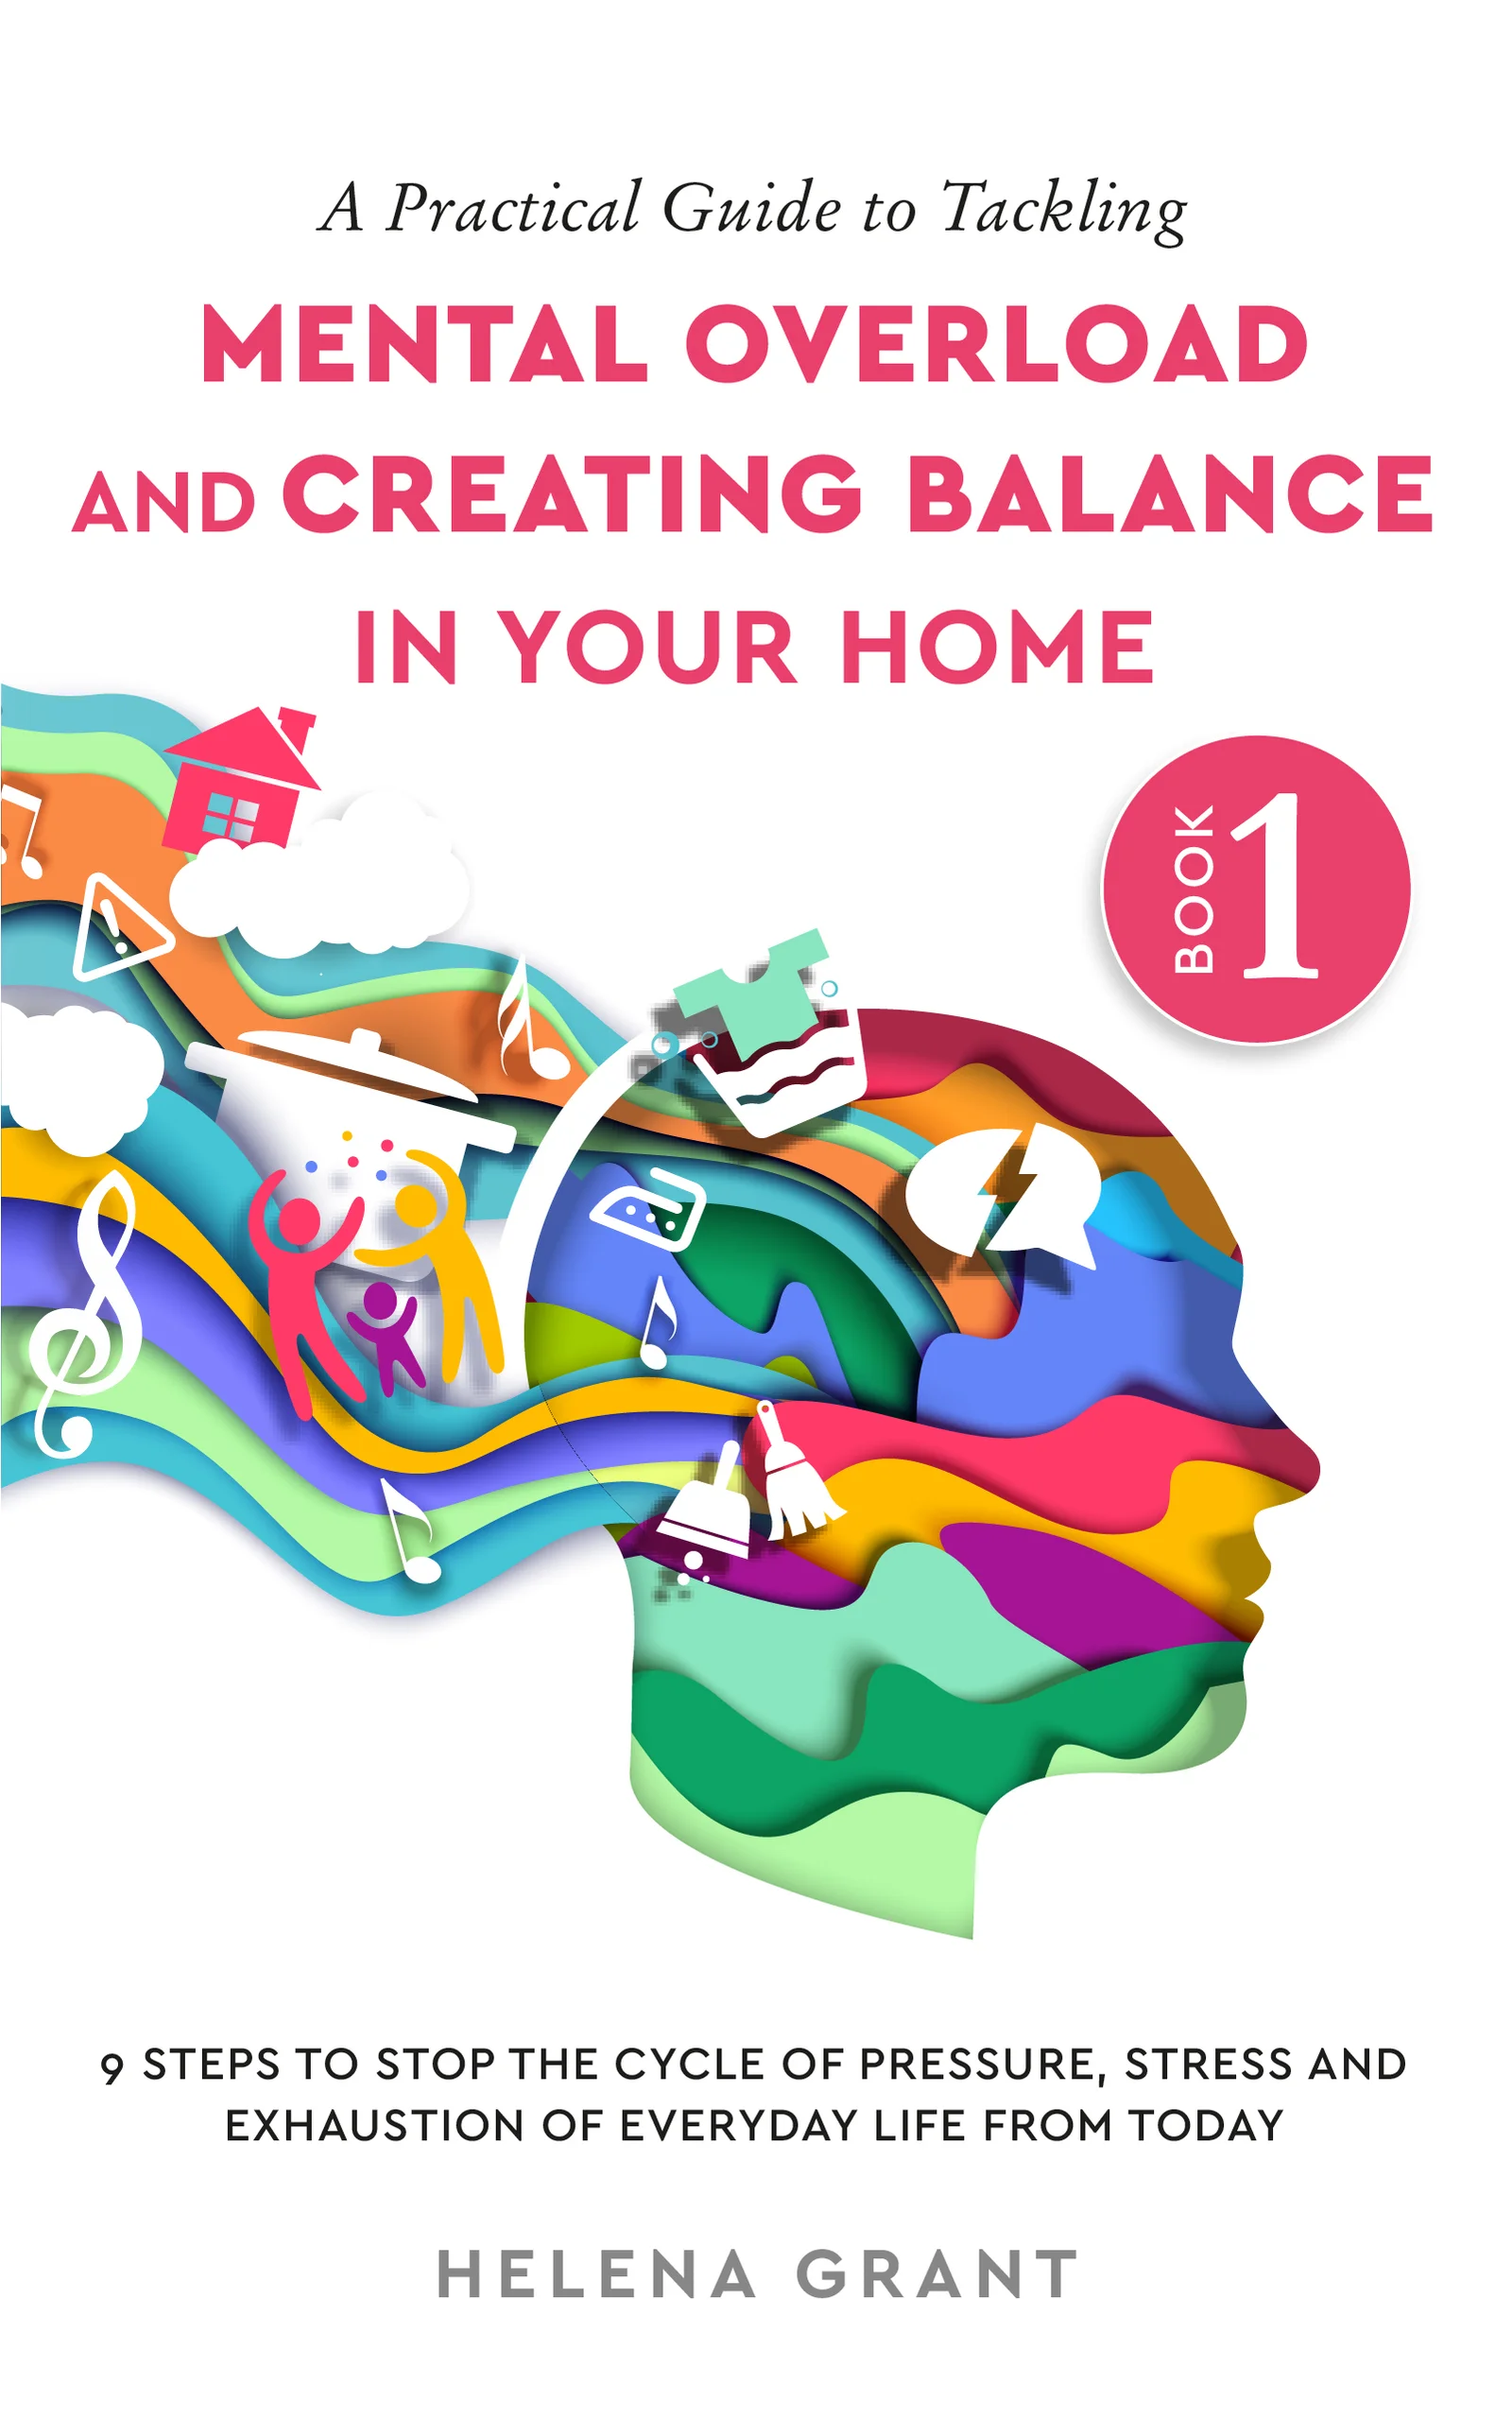 A Practical Guide to Tackling
MENTAL OVERLOAD
AND CREATING BALANCE
IN YOUR HOME
BOOK 1
9 STEPS TO STOP THE CYCLE OF PRESSURE, STRESS AND
EXHAUSTION OF EVERYDAY LIFE FROM TODAY
HELENA GRANT